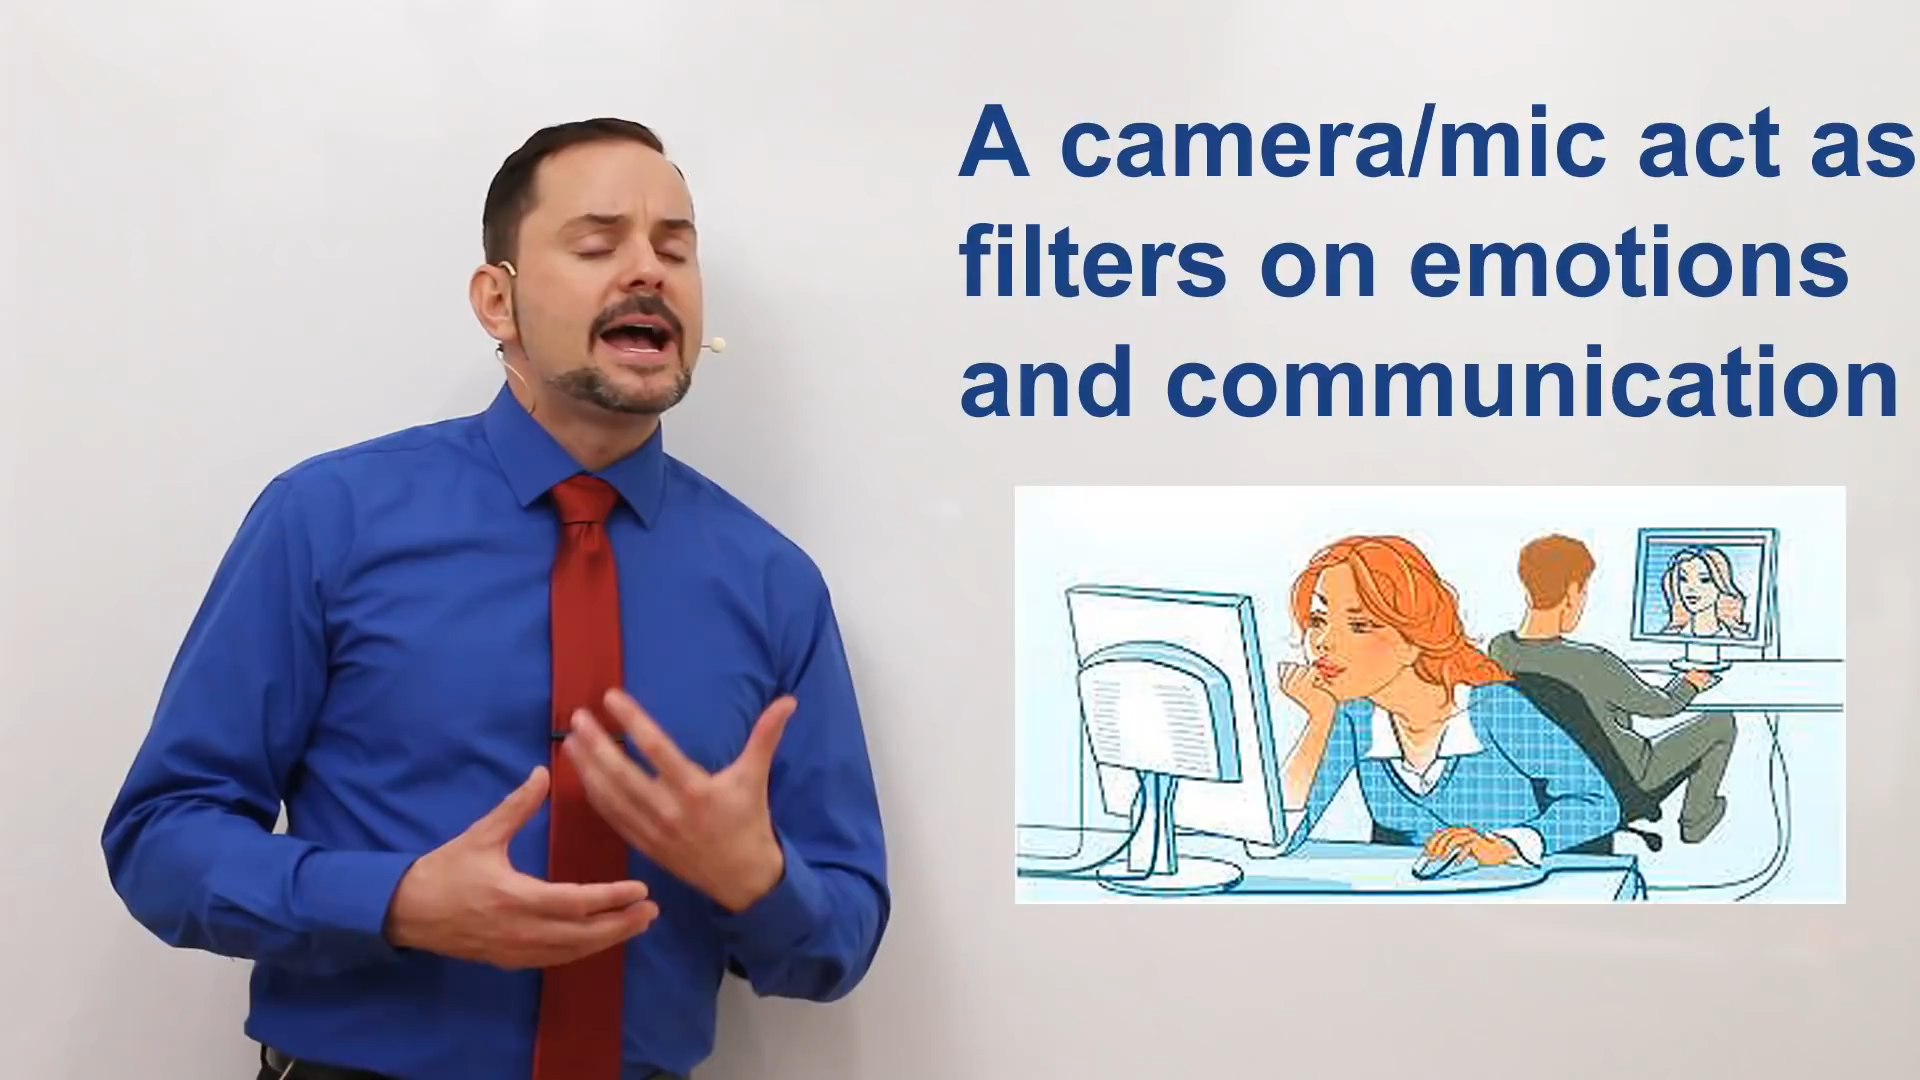 A camera/mic act as
filters on emotions
and communication